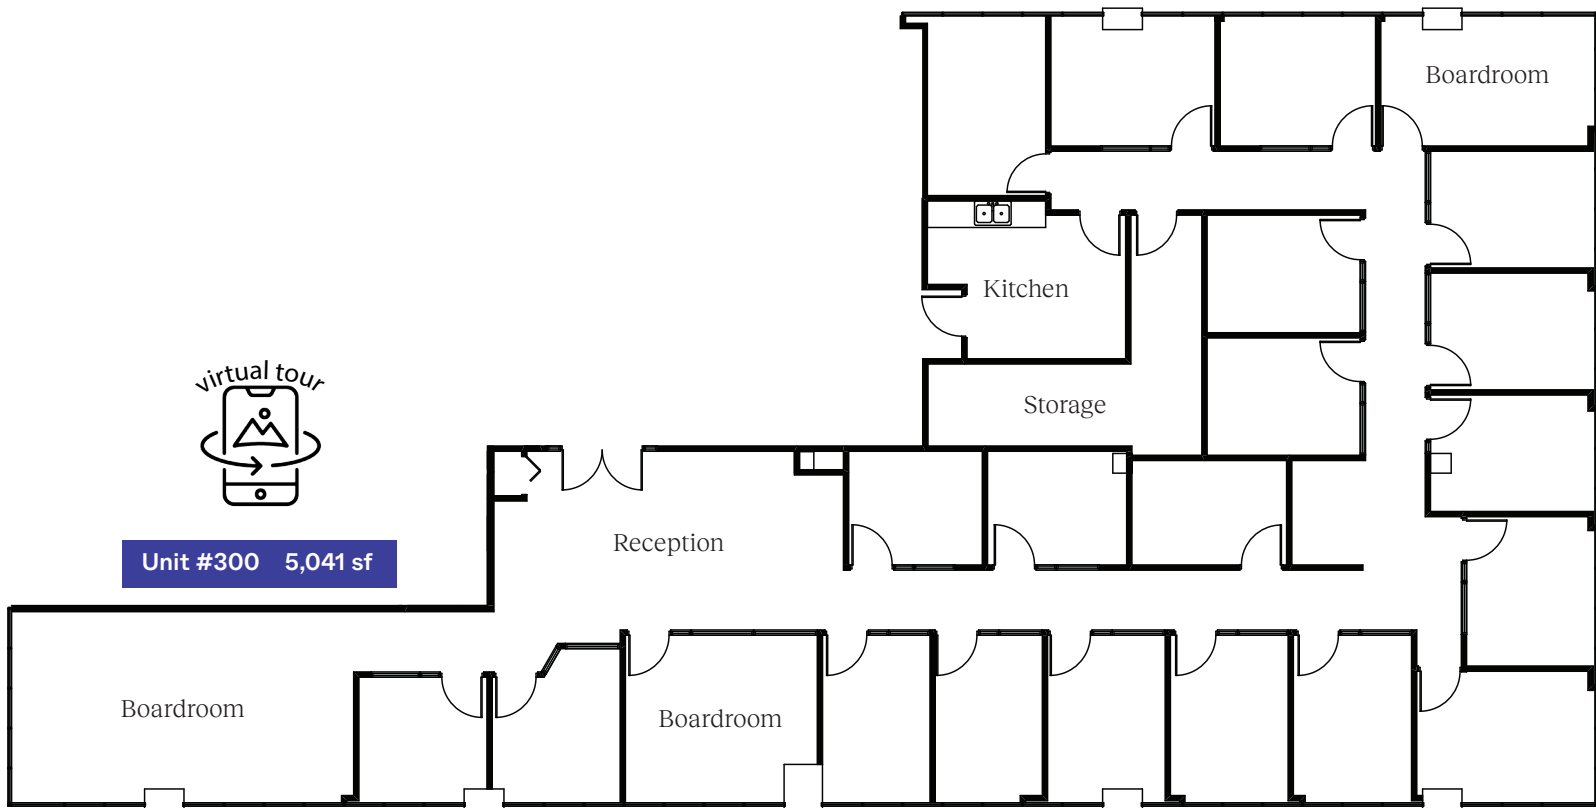 Boardroom
Kitchen
virtual tour
Storage
Reception
Unit #300 5,041 sf
Boardroom
Boardroom